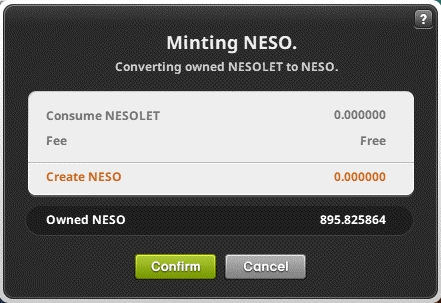 ?
Minting NESO.
Converting owned NESOLET to NESO.
Consume NESOLET 0.000000
Fee Free
Create NESO 0.000000
Owned NESO 895.825864
Confirm Cancel